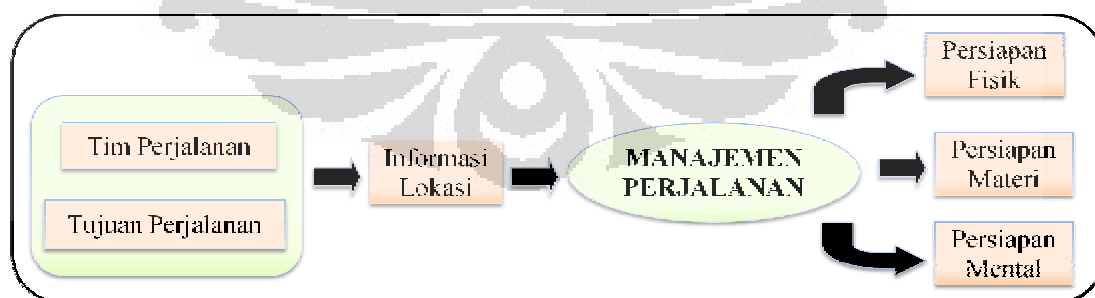 Tim Perjalanan
Tujuan Perjalanan
Informasi
Lokasi
MANAJEMEN
PERJALANAN
Persiapan
Fisik
Persiapan
Materi
Persiapan
Mental